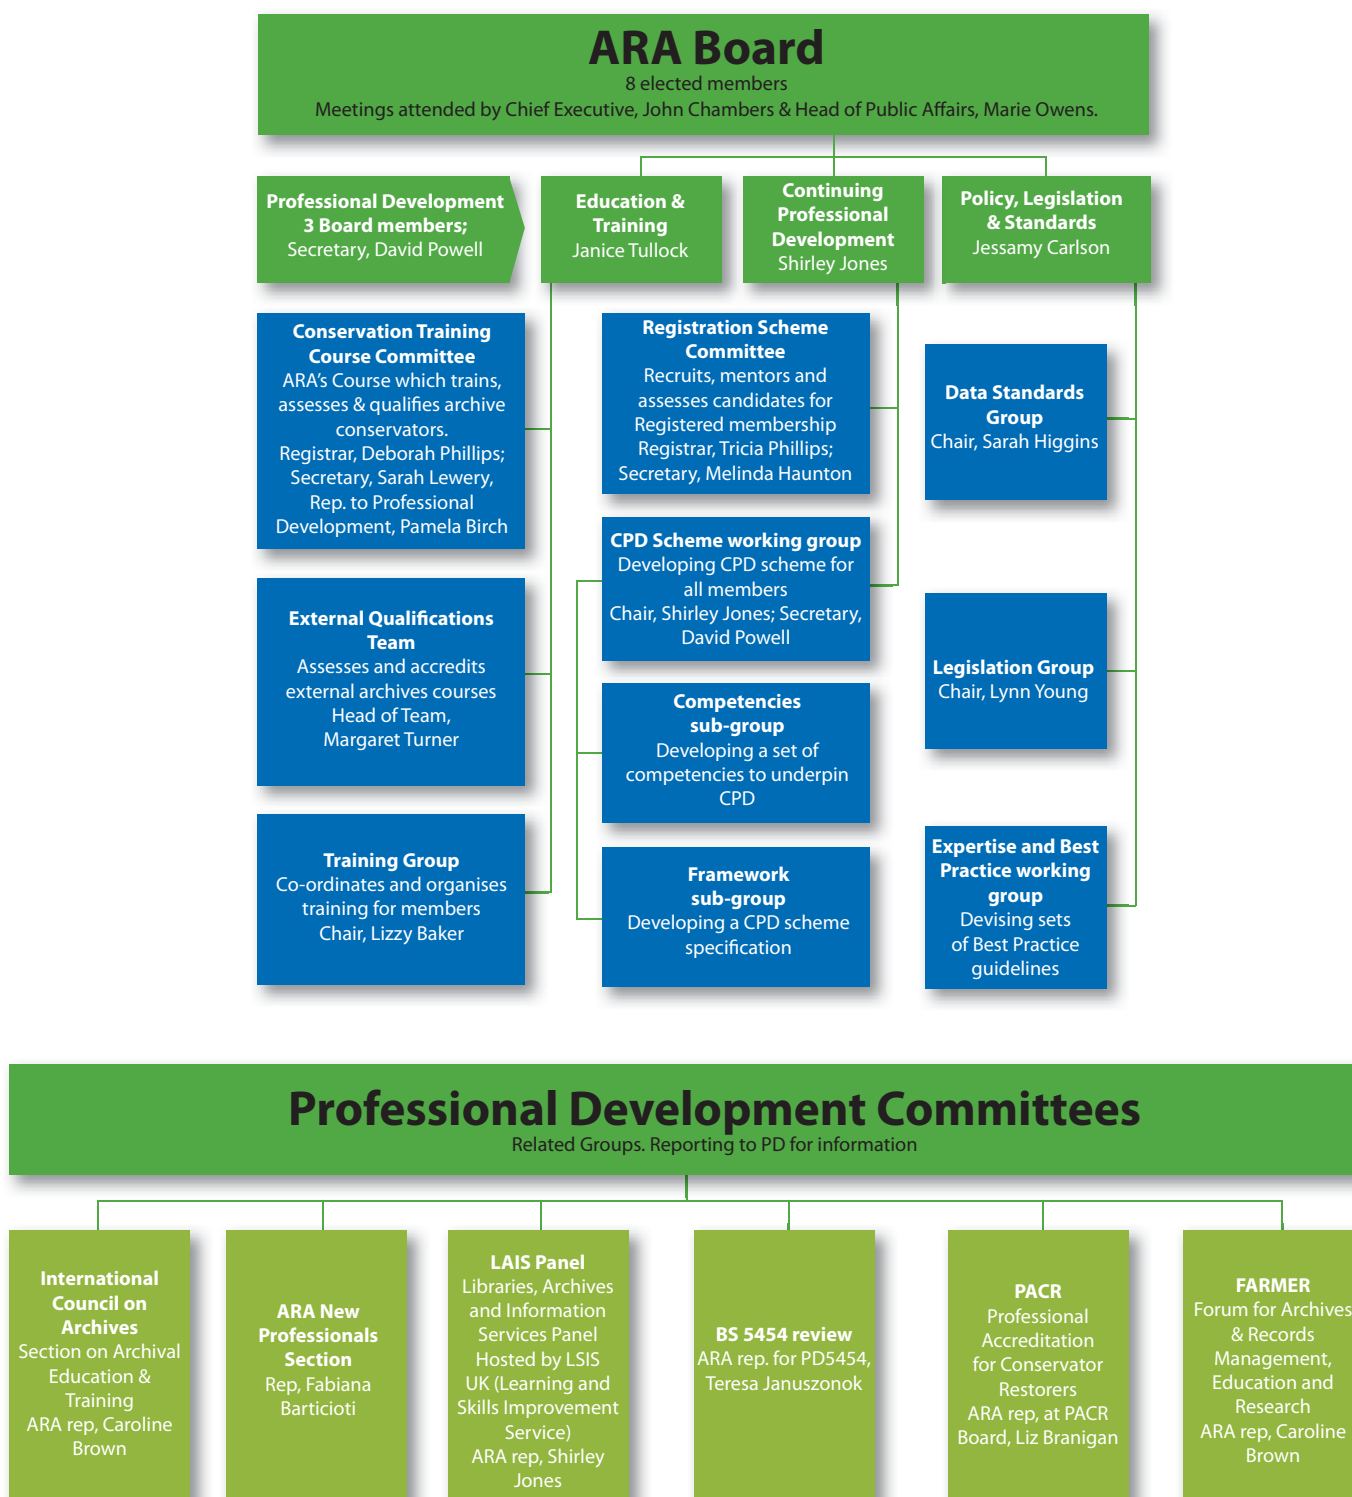 ARA Board
8 elected members
Meetings attended by Chief Executive, John Chambers & Head of Public Affairs, Marie Owens.
Professional Development
3 Board members;
Secretary, David Powell
Education &
Training
Janice Tullock
Continuing
Professional
Development
Shirley Jones
Policy, Legislation
& Standards
Jessamy Carlson
Conservation Training
Course Committee
ARA's Course which trains,
assesses & qualifies archive
conservators.
Registrar, Deborah Phillips;
Secretary, Sarah Lewery,
Rep. to Professional
Development, Pamela Birch
External Qualifications
Team
Assesses and accredits
external archives courses
Head of Team,
Margaret Turner
Training Group
Co-ordinates and organises
training for members
Chair, Lizzy Baker
Registration Scheme
Committee
Recruits, mentors and
assesses candidates for
Registered membership
Registrar, Tricia Phillips;
Secretary, Melinda Haunton
CPD Scheme working group
Developing CPD scheme for
all members
Chair, Shirley Jones; Secretary,
David Powell
Competencies
sub-group
Developing a set of
competencies to underpin
CPD
Framework
sub-group
Developing a CPD scheme
specification
Data Standards
Group
Chair, Sarah Higgins
Legislation Group
Chair, Lynn Young
Expertise and Best
Practice working
group
Devising sets
of Best Practice
guidelines
Professional Development Committees
Related Groups. Reporting to PD for information
International
Council on
Archives
Section on Archival
Education &
Training
ARA rep, Caroline
Brown
ARA New
Professionals
Section
Rep, Fabiana
Barticioti
LAIS Panel
Libraries, Archives
and Information
Services Panel
Hosted by LSIS
UK (Learning and
Skills Improvement
Service)
ARA rep, Shirley
Jones
BS 5454 review
ARA rep. for PD5454,
Teresa Januszonok
PACR
Professional
Accreditation
for Conservator
Restorers
ARA rep, at PACR
Board, Liz Branigan
FARMER
Forum for Archives
& Records
Management,
Education and
Research
ARA rep, Caroline
Brown